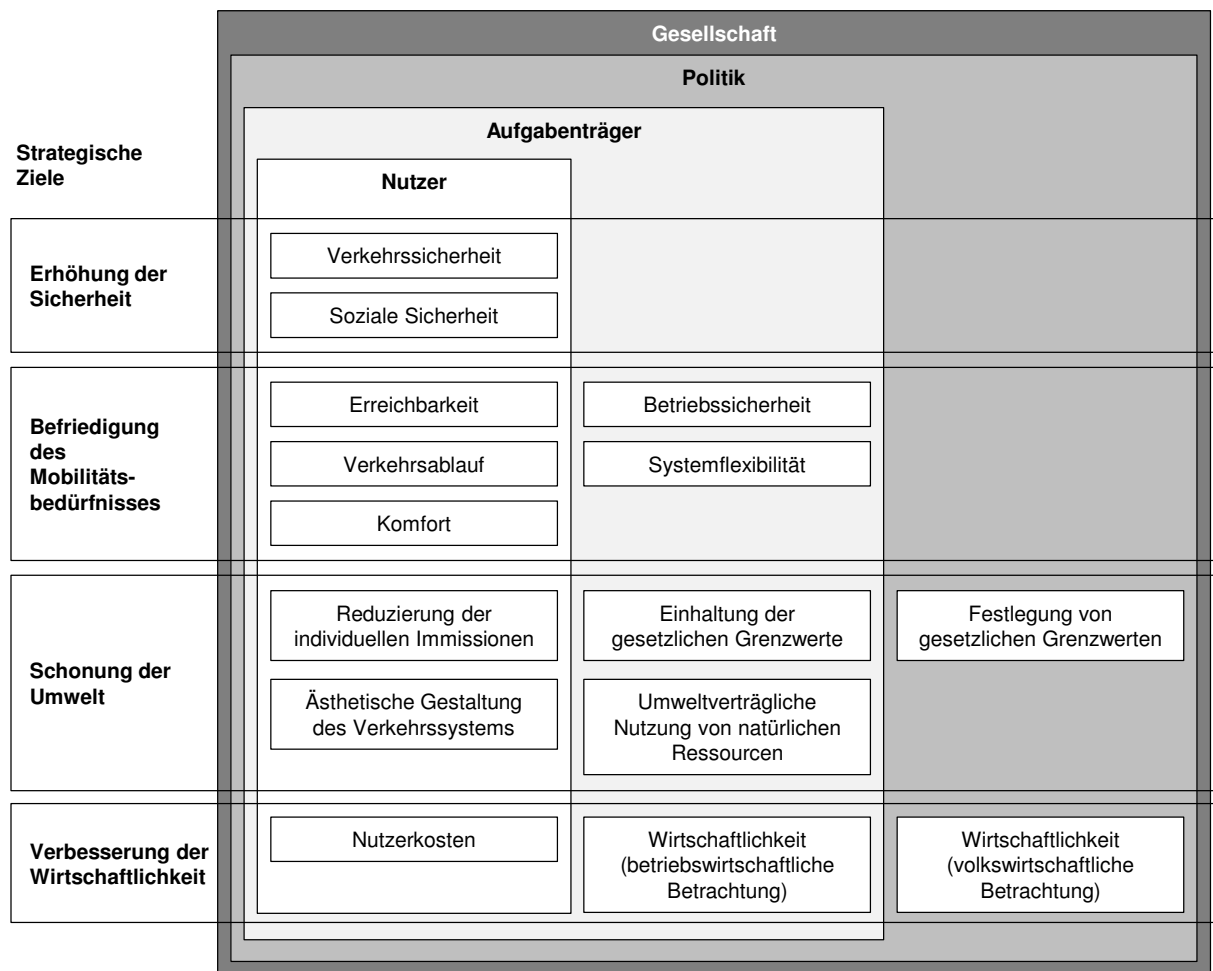 Gesellschaft
Politik
Aufgabenträger
Strategische
Ziele
Nutzer
Erhöhung der
Sicherheit
Verkehrssicherheit
Soziale Sicherheit
Befriedigung
des
Mobilitäts-
bedürfnisses
Erreichbarkeit
Betriebssicherheit
Verkehrsablauf
Systemflexibilität
Komfort
Schonung der
Umwelt
Reduzierung der
individuellen Immissionen
Einhaltung der
gesetzlichen Grenzwerte
Festlegung von
gesetzlichen Grenzwerten
Ästhetische Gestaltung
des Verkehrssystems
Umweltverträgliche
Nutzung von natürlichen
Ressourcen
Verbesserung der
Wirtschaftlichkeit
Nutzerkosten
Wirtschaftlichkeit
(betriebswirtschaftliche
Betrachtung)
Wirtschaftlichkeit
(volkswirtschaftliche
Betrachtung)